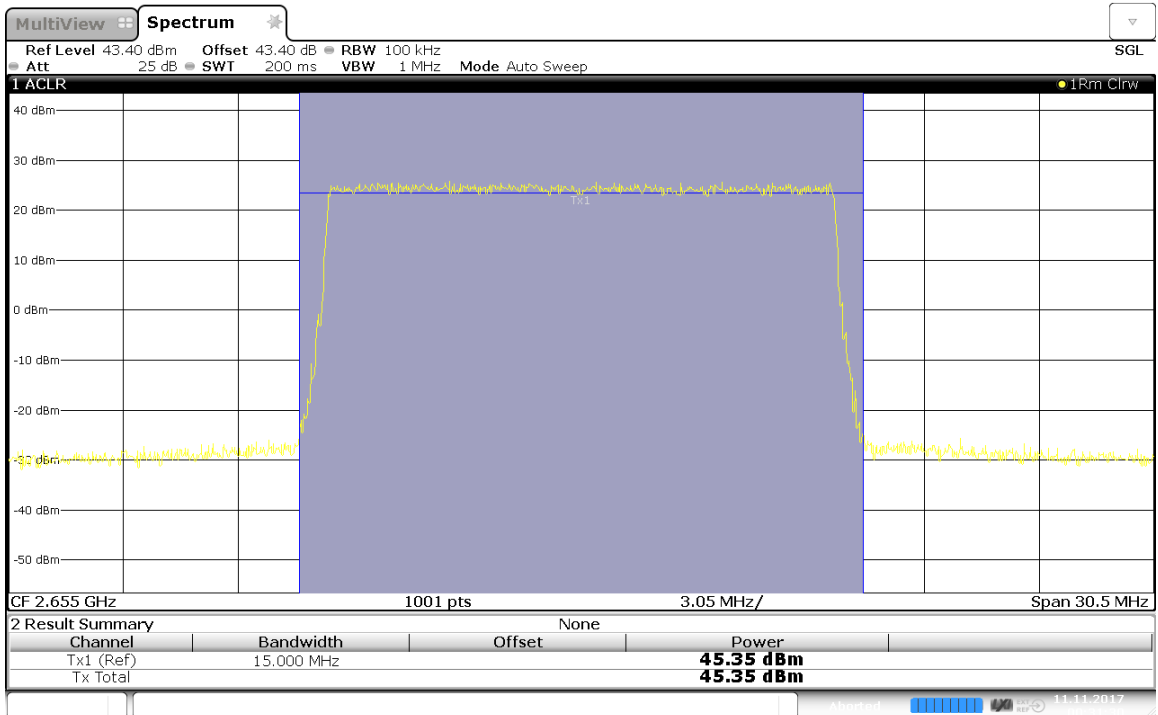 MultiView Spectrum
Ref Level 43.40 dBm Offset 43.40 dB RBW 100 kHz SGL
Att 25 dB SWT 200 ms VBW 1 MHz Mode Auto Sweep
1 ACLR 1Rm Clrw
40 dBm
30 dBm
20 dBm
Tx1
10 dBm
0 dBm
-10 dBm
-20 dBm
-30 dBm
-40 dBm
-50 dBm
CF 2.655 GHz 1001 pts 3.05 MHz/ Span 30.5 MHz
2 Result Summary None
Channel Bandwidth Offset Power
Tx1 (Ref) 15.000 MHz 45.35 dBm
Tx Total 45.35 dBm
Aborted 11.11.2017